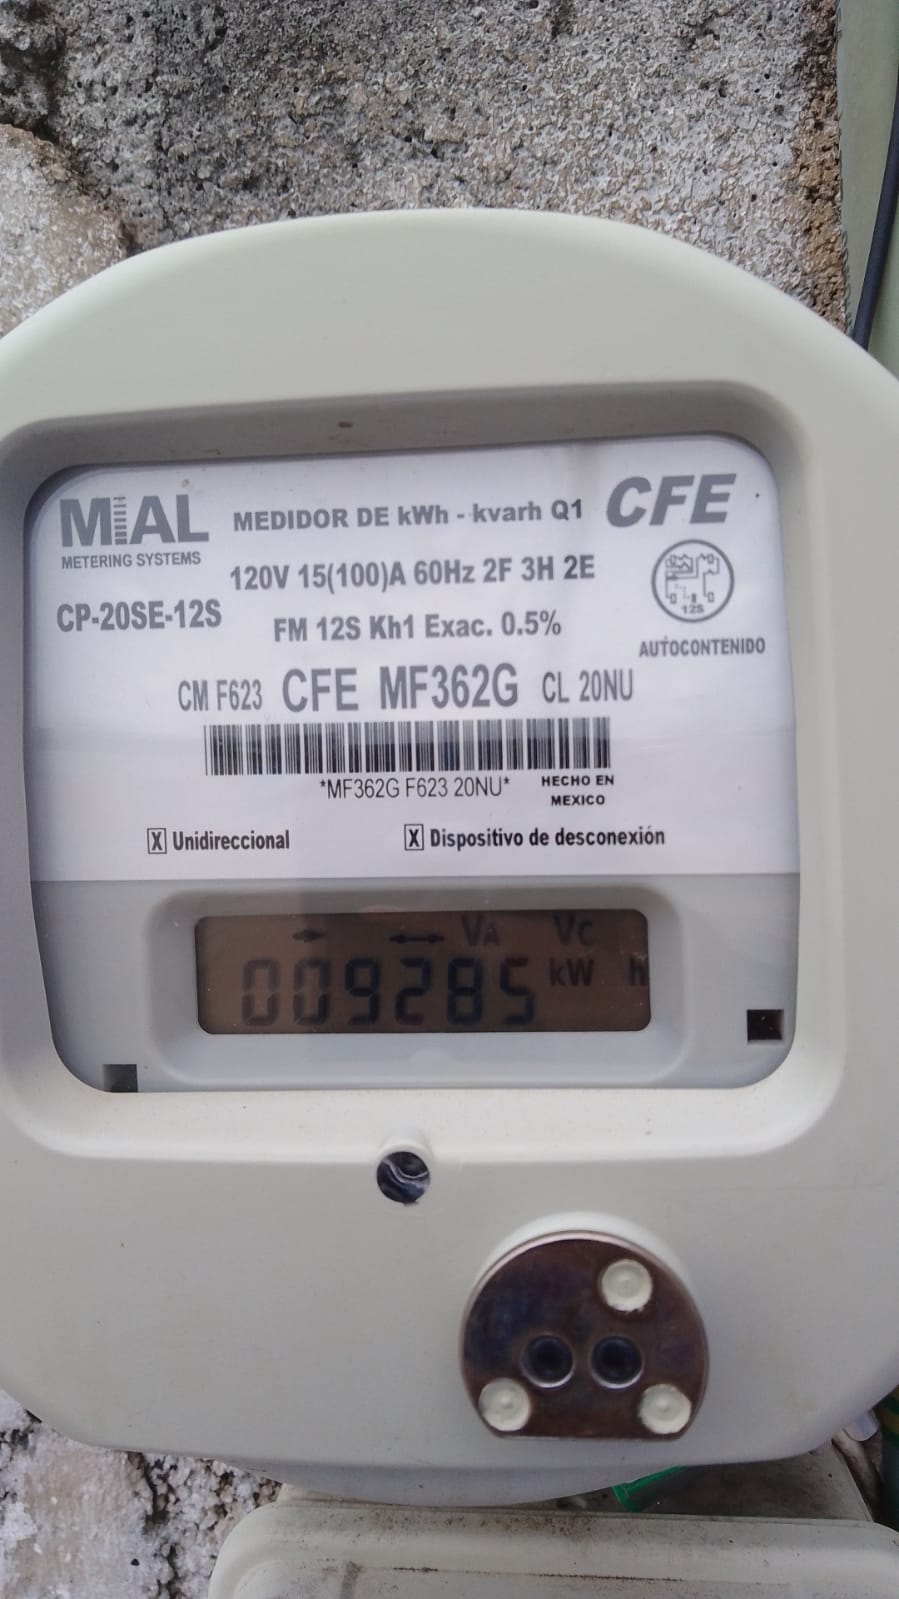 MIAL
METERING SYSTEMS
MEDIDOR DE kWh - kvarh Q1
CFE
120V 15(100)A 60Hz 2F 3H 2E
CP-20SE-12S
FM 12S Kh1 Exac. 0.5%
12S
AUTOCONTENIDO
CM F623 CFE MF362G CL 20NU
*MF362G F623 20NU*
HECHO EN
MEXICO
X Unidireccional
X Dispositivo de desconexión
VA VC
009285 kW h